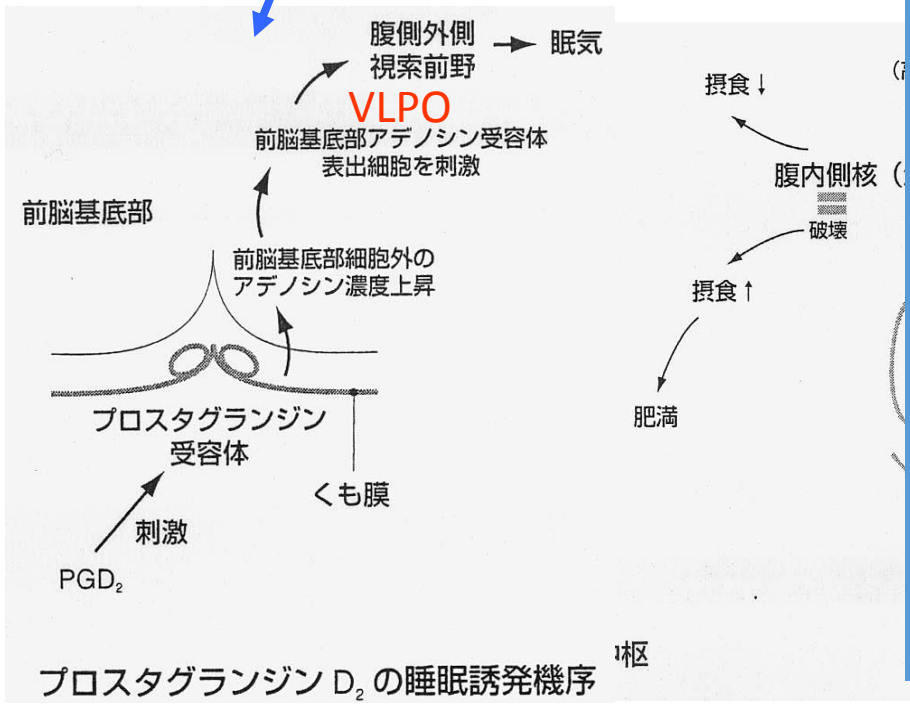 腹側外側
視索前野
→ 眠気
VLPO
前脳基底部アデノシン受容体
表出細胞を刺激
前脳基底部
前脳基底部細胞外の
アデノシン濃度上昇
プロスタグランジン
受容体
くも膜
刺激
PGD₂
プロスタグランジン D₂ の睡眠誘発機序
摂食↓
腹内側核（
破壊
摂食↑
肥満
枢